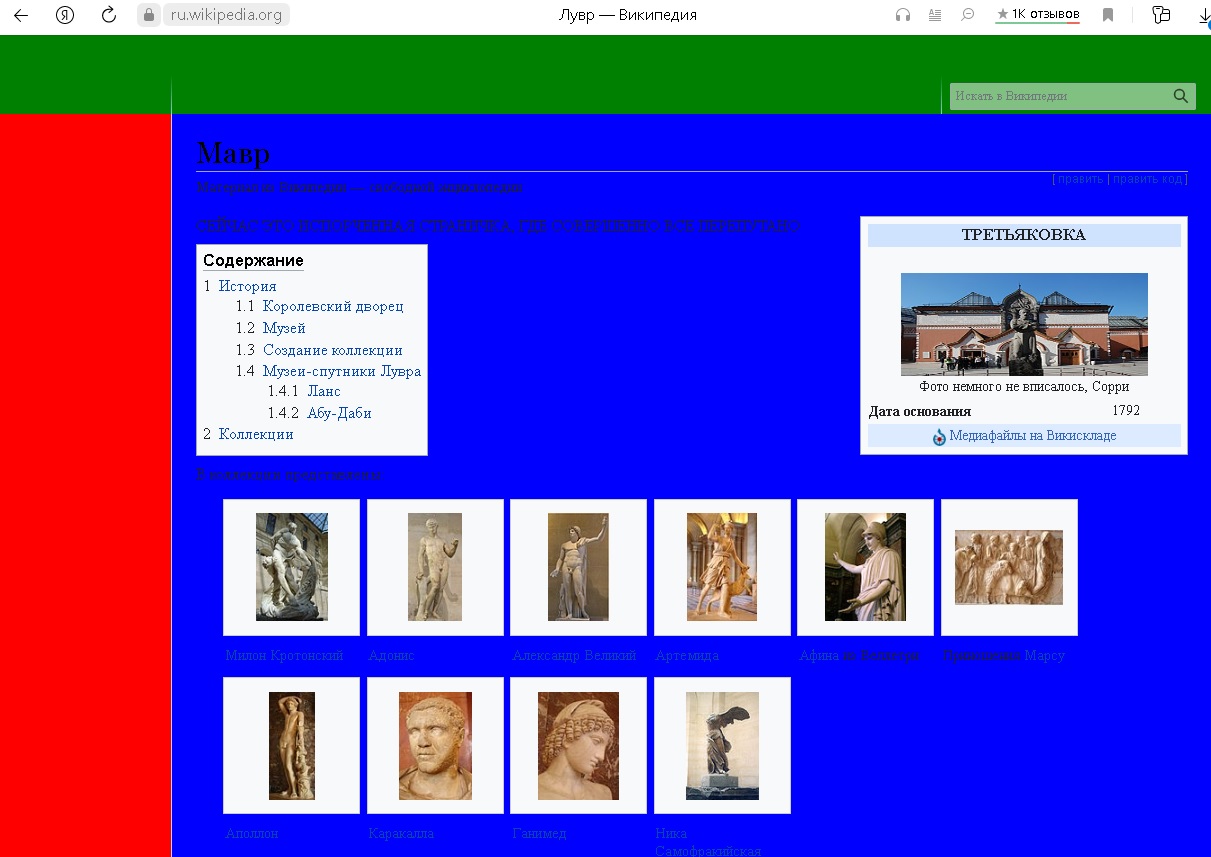 ru.wikipedia.org
Лувр — Википедия
1K отзывов
Искать в Википедии
Мавр
Материал из Википедии — свободной энциклопедии
[ править | править код ]
СЕЙЧАС ЭТО ИСПОРЧЕННАЯ СТРАНИЧКА, ГДЕ СОВЕРШЕННО ВСЕ ПЕРЕПУТАНО
Содержание
1 История
1.1 Королевский дворец
1.2 Музей
1.3 Создание коллекции
1.4 Музеи-спутники Лувра
1.4.1 Ланс
1.4.2 Абу-Даби
2 Коллекции
ТРЕТЬЯКОВКА
Фото немного не вписалось, Сорри
Дата основания 1792
Медиафайлы на Викискладе
В коллекции представлены:
Милон Кротонский
Адонис
Александр Великий
Артемида
Афина из Веллетри
Приношение Марсу
Аполлон
Каракалла
Ганимед
Ника
Самофракийская